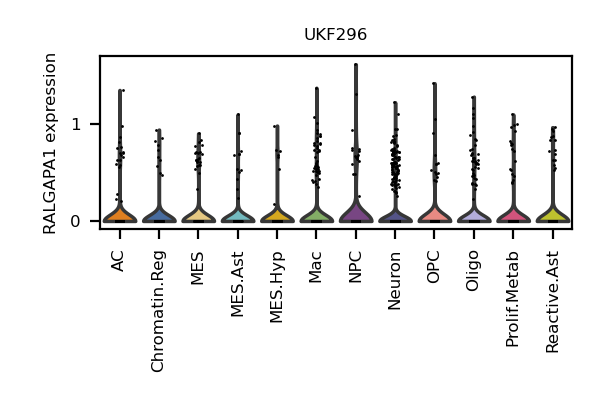 UKF296
RALGAPA1 expression
1
0
AC
Chromatin.Reg
MES
MES.Ast
MES.Hyp
Mac
NPC
Neuron
OPC
Oligo
Prolif.Metab
Reactive.Ast